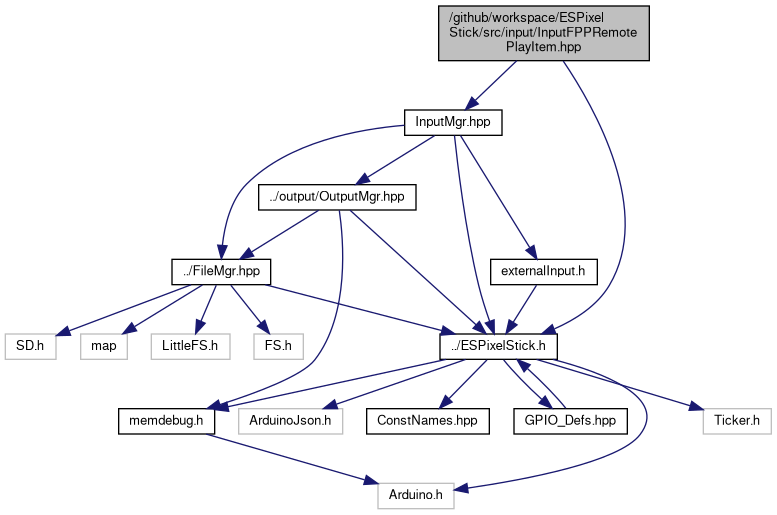 /github/workspace/ESPixel
Stick/src/input/InputFPPRemote
PlayItem.hpp
InputMgr.hpp
../output/OutputMgr.hpp
../FileMgr.hpp
externalInput.h
SD.h
map
LittleFS.h
FS.h
../ESPixelStick.h
memdebug.h
ArduinoJson.h
ConstNames.hpp
GPIO_Defs.hpp
Ticker.h
Arduino.h